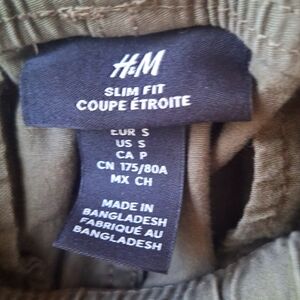 H&M
SLIM FIT
COUPE ÉTROITE
EUR S
US S
CA P
CN 175/80A
MX CH
MADE IN
BANGLADESH
FABRIQUÉ AU
BANGLADESH